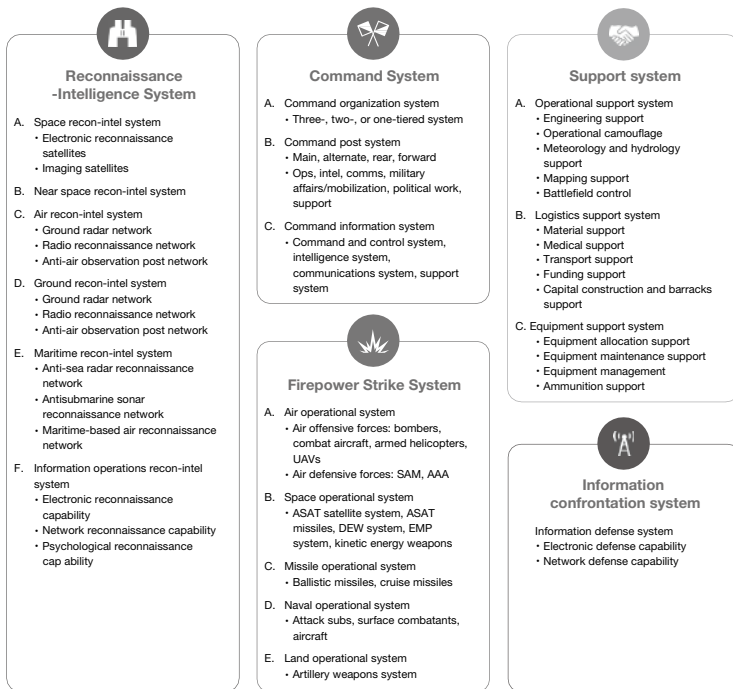 Reconnaissance
-Intelligence System
A. Space recon-intel system
• Electronic reconnaissance
satellites
• Imaging satellites
B. Near space recon-intel system
C. Air recon-intel system
• Ground radar network
• Radio reconnaissance network
• Anti-air observation post network
D. Ground recon-intel system
• Ground radar network
• Radio reconnaissance network
• Anti-air observation post network
E. Maritime recon-intel system
• Anti-sea radar reconnaissance
network
• Antisubmarine sonar
reconnaissance network
• Maritime-based air reconnaissance
network
F. Information operations recon-intel
system
• Electronic reconnaissance
capability
• Network reconnaissance capability
• Psychological reconnaissance
cap ability
Command System
A. Command organization system
• Three-, two-, or one-tiered system
B. Command post system
• Main, alternate, rear, forward
• Ops, intel, comms, military
affairs/mobilization, political work,
support
C. Command information system
• Command and control system,
intelligence system,
communications system, support
system
Firepower Strike System
A. Air operational system
• Air offensive forces: bombers,
combat aircraft, armed helicopters,
UAVs
• Air defensive forces: SAM, AAA
B. Space operational system
• ASAT satellite system, ASAT
missiles, DEW system, EMP
system, kinetic energy weapons
C. Missile operational system
• Ballistic missiles, cruise missiles
D. Naval operational system
• Attack subs, surface combatants,
aircraft
E. Land operational system
• Artillery weapons system
Support system
A. Operational support system
• Engineering support
• Operational camouflage
• Meteorology and hydrology
support
• Mapping support
• Battlefield control
B. Logistics support system
• Material support
• Medical support
• Transport support
• Funding support
• Capital construction and barracks
support
C. Equipment support system
• Equipment allocation support
• Equipment maintenance support
• Equipment management
• Ammunition support
Information
confrontation system
Information defense system
• Electronic defense capability
• Network defense capability